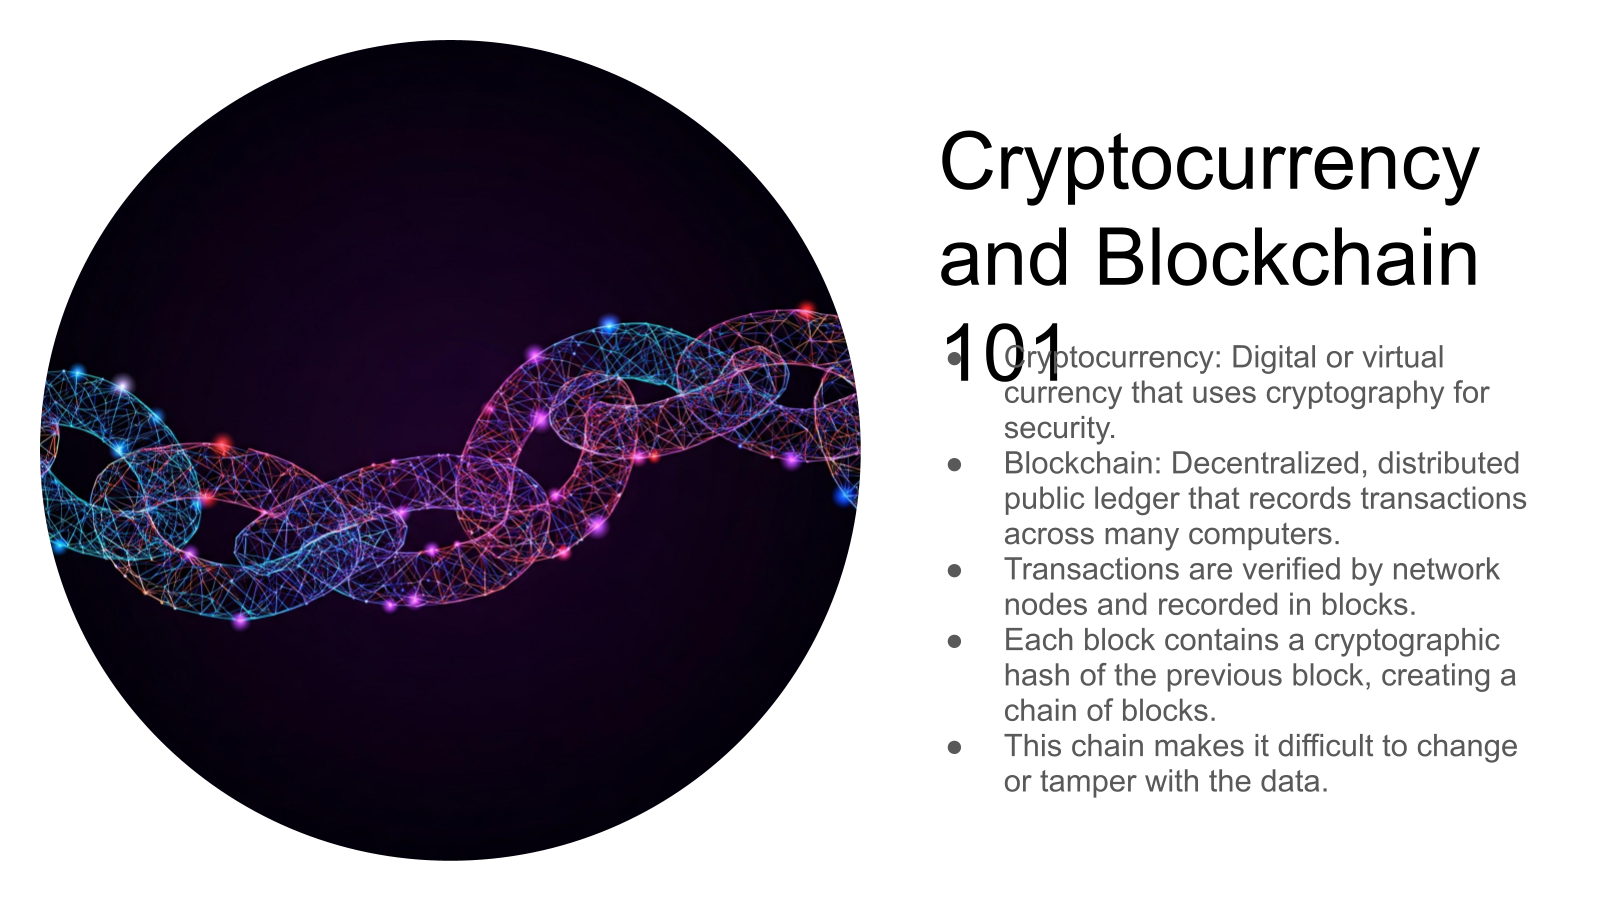 Cryptocurrency
and Blockchain
101
● Cryptocurrency: Digital or virtual
currency that uses cryptography for
security.
● Blockchain: Decentralized, distributed
public ledger that records transactions
across many computers.
● Transactions are verified by network
nodes and recorded in blocks.
● Each block contains a cryptographic
hash of the previous block, creating a
chain of blocks.
● This chain makes it difficult to change
or tamper with the data.